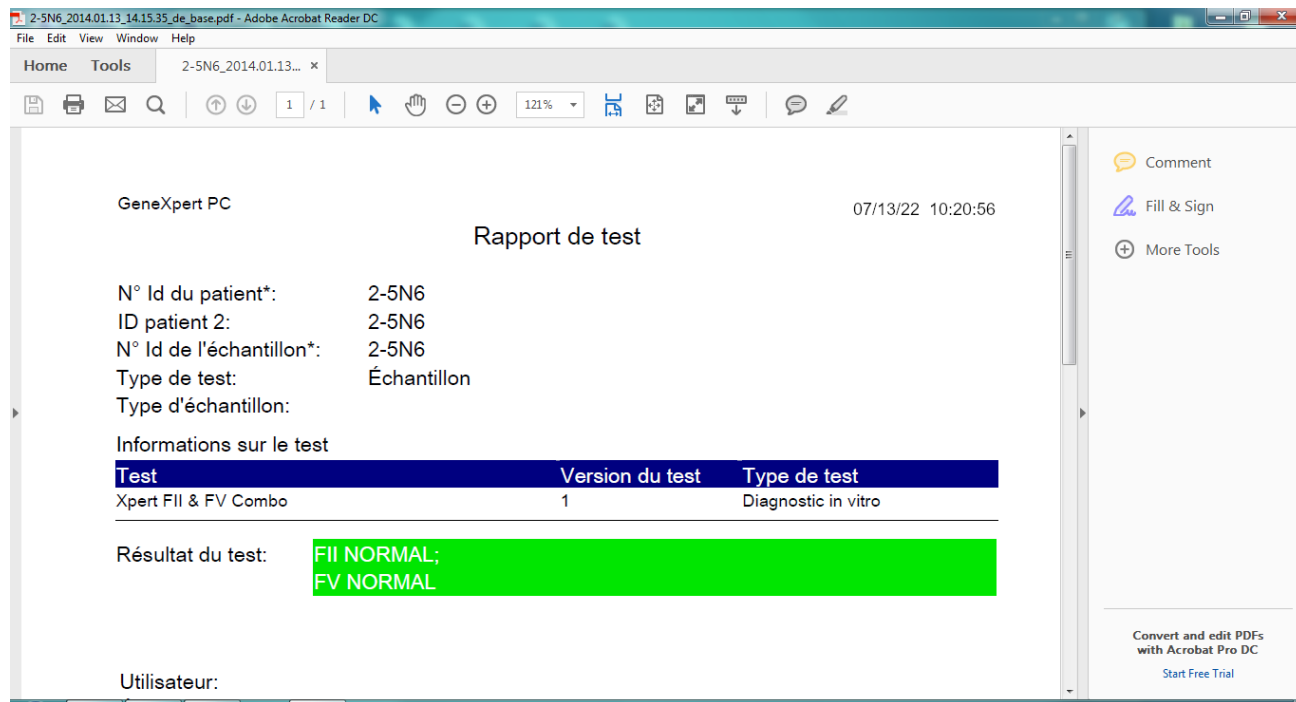 2-5N6_2014.01.13_14.15.35_de_base.pdf - Adobe Acrobat Reader DC
File Edit View Window Help
Home Tools 2-5N6_2014.01.13... ×
1 / 1 121%
GeneXpert PC 07/13/22 10:20:56
Rapport de test
N° Id du patient*: 2-5N6
ID patient 2: 2-5N6
N° Id de l'échantillon*: 2-5N6
Type de test: Échantillon
Type d'échantillon:
Informations sur le test
Test Version du test Type de test
Xpert FII & FV Combo 1 Diagnostic in vitro
Résultat du test: FII NORMAL;
FV NORMAL
Utilisateur:
Comment
Fill & Sign
More Tools
Convert and edit PDFs
with Acrobat Pro DC
Start Free Trial